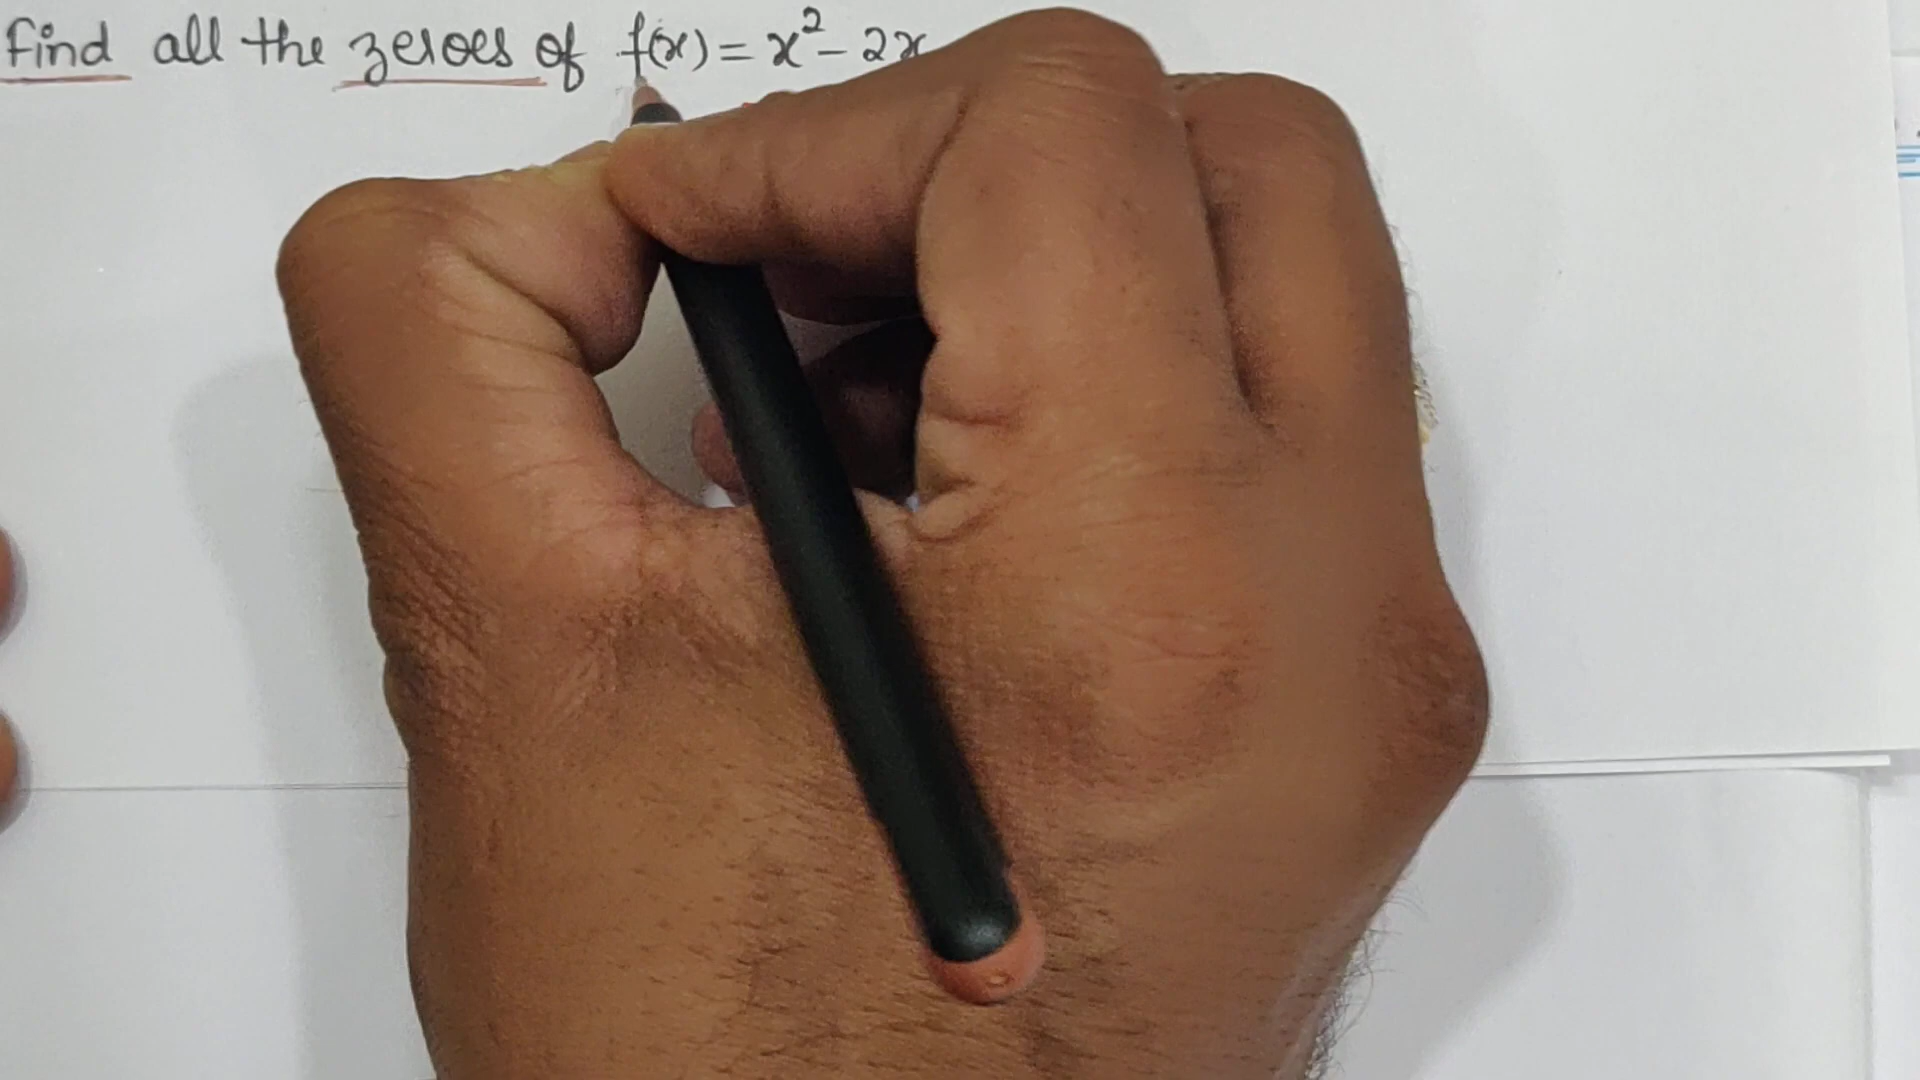 find all the zeroes of f(x) = x² - 2x